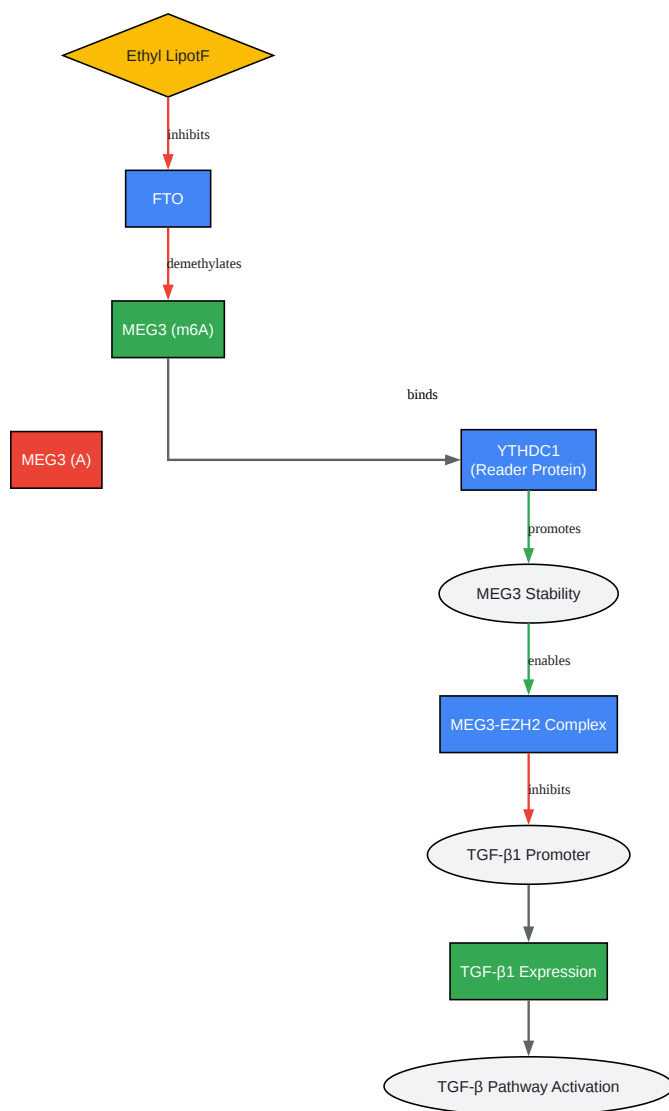 Ethyl LipotF
inhibits
FTO
demethylates
MEG3 (m6A)
binds
MEG3 (A)
YTHDC1
(Reader Protein)
promotes
MEG3 Stability
enables
MEG3-EZH2 Complex
inhibits
TGF-β1 Promoter
TGF-β1 Expression
TGF-β Pathway Activation